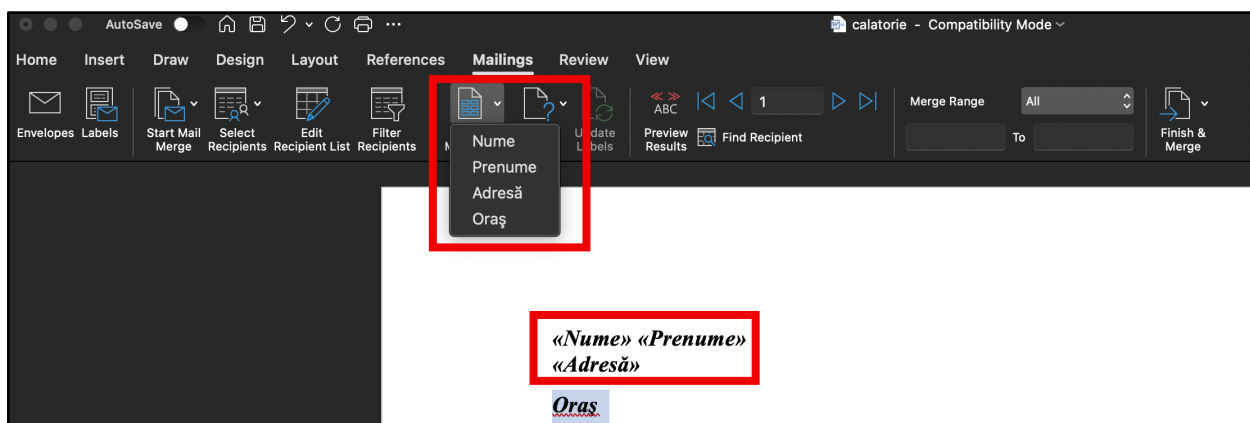 AutoSave
calatorie - Compatibility Mode
Home Insert Draw Design Layout References Mailings Review View
Envelopes Labels Start Mail Merge Select Recipients Edit Recipient List Filter Recipients
Nume
Prenume
Adresă
Oraş
Labels
ABC
Preview Results
1
Find Recipient
Merge Range All
To
Finish & Merge
«Nume» «Prenume»
«Adresă»
Oraş